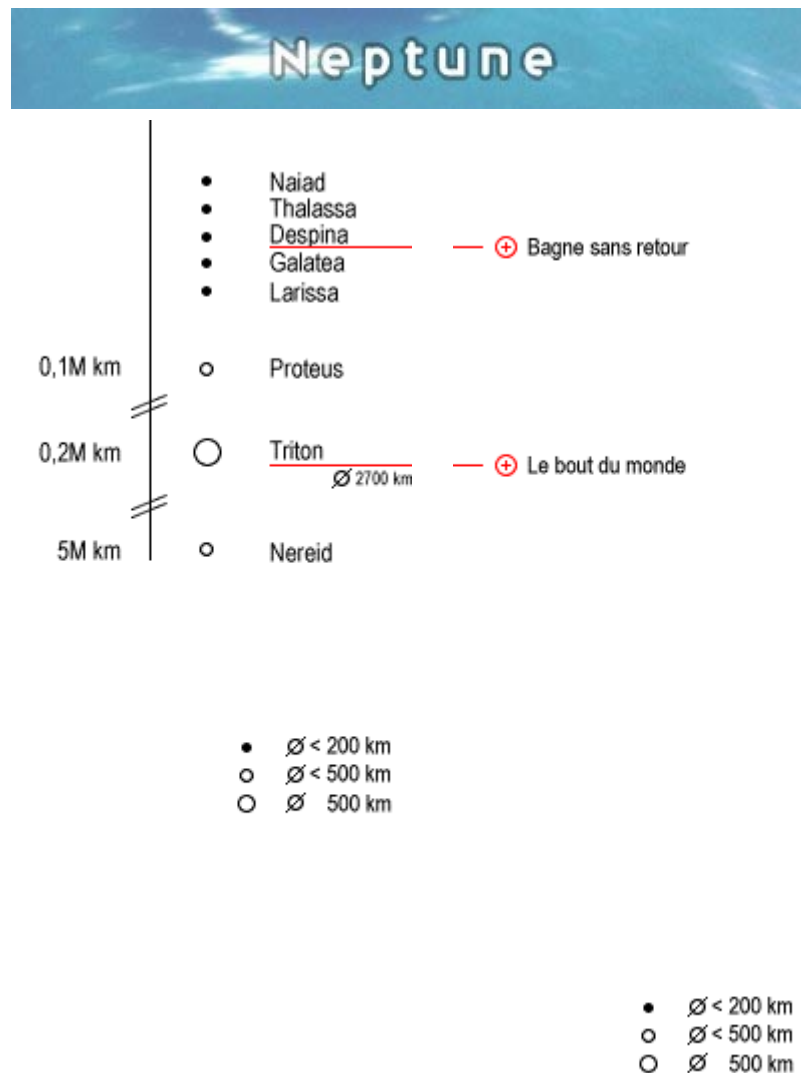 Neptune
Naiad
Thalassa
Despina
Bagne sans retour
Galatea
Larissa
0,1M km
Proteus
0,2M km
Triton
Le bout du monde
Ø 2700 km
5M km
Nereid
Ø < 200 km
Ø < 500 km
Ø 500 km
Ø < 200 km
Ø < 500 km
Ø 500 km